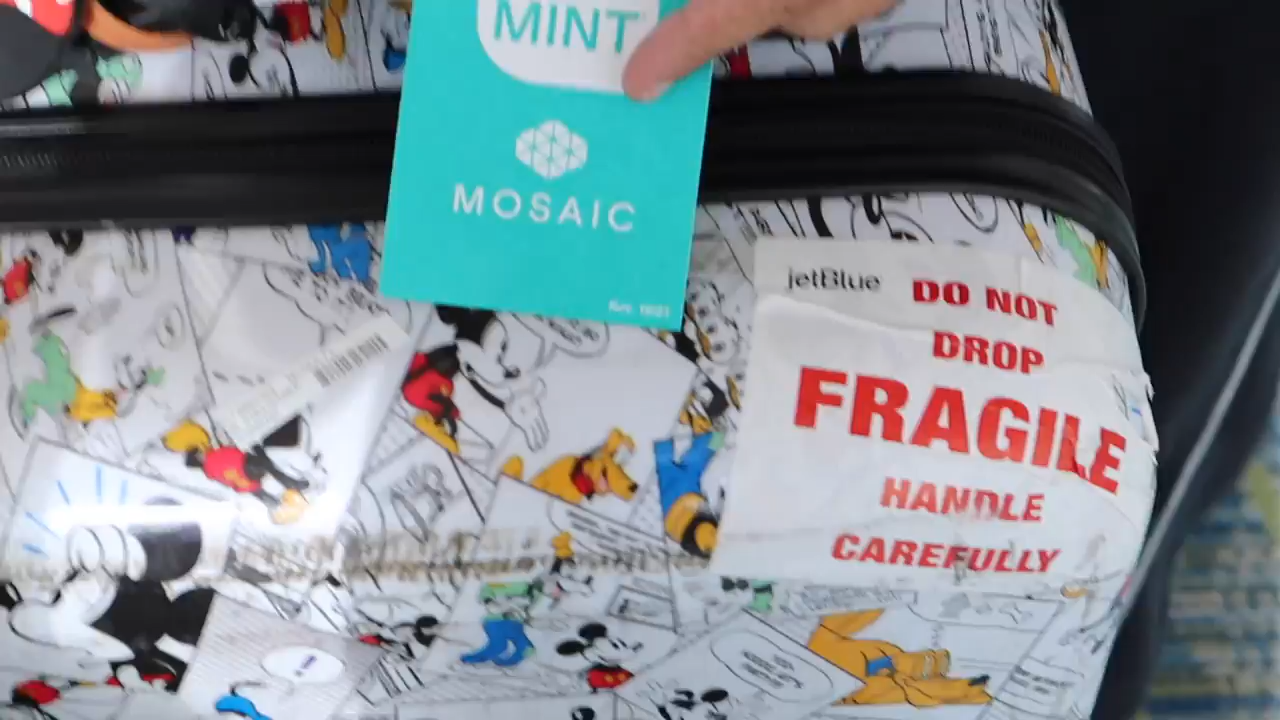 MINT
MOSAIC
jetBlue
DO NOT
DROP
FRAGILE
HANDLE
CAREFULLY